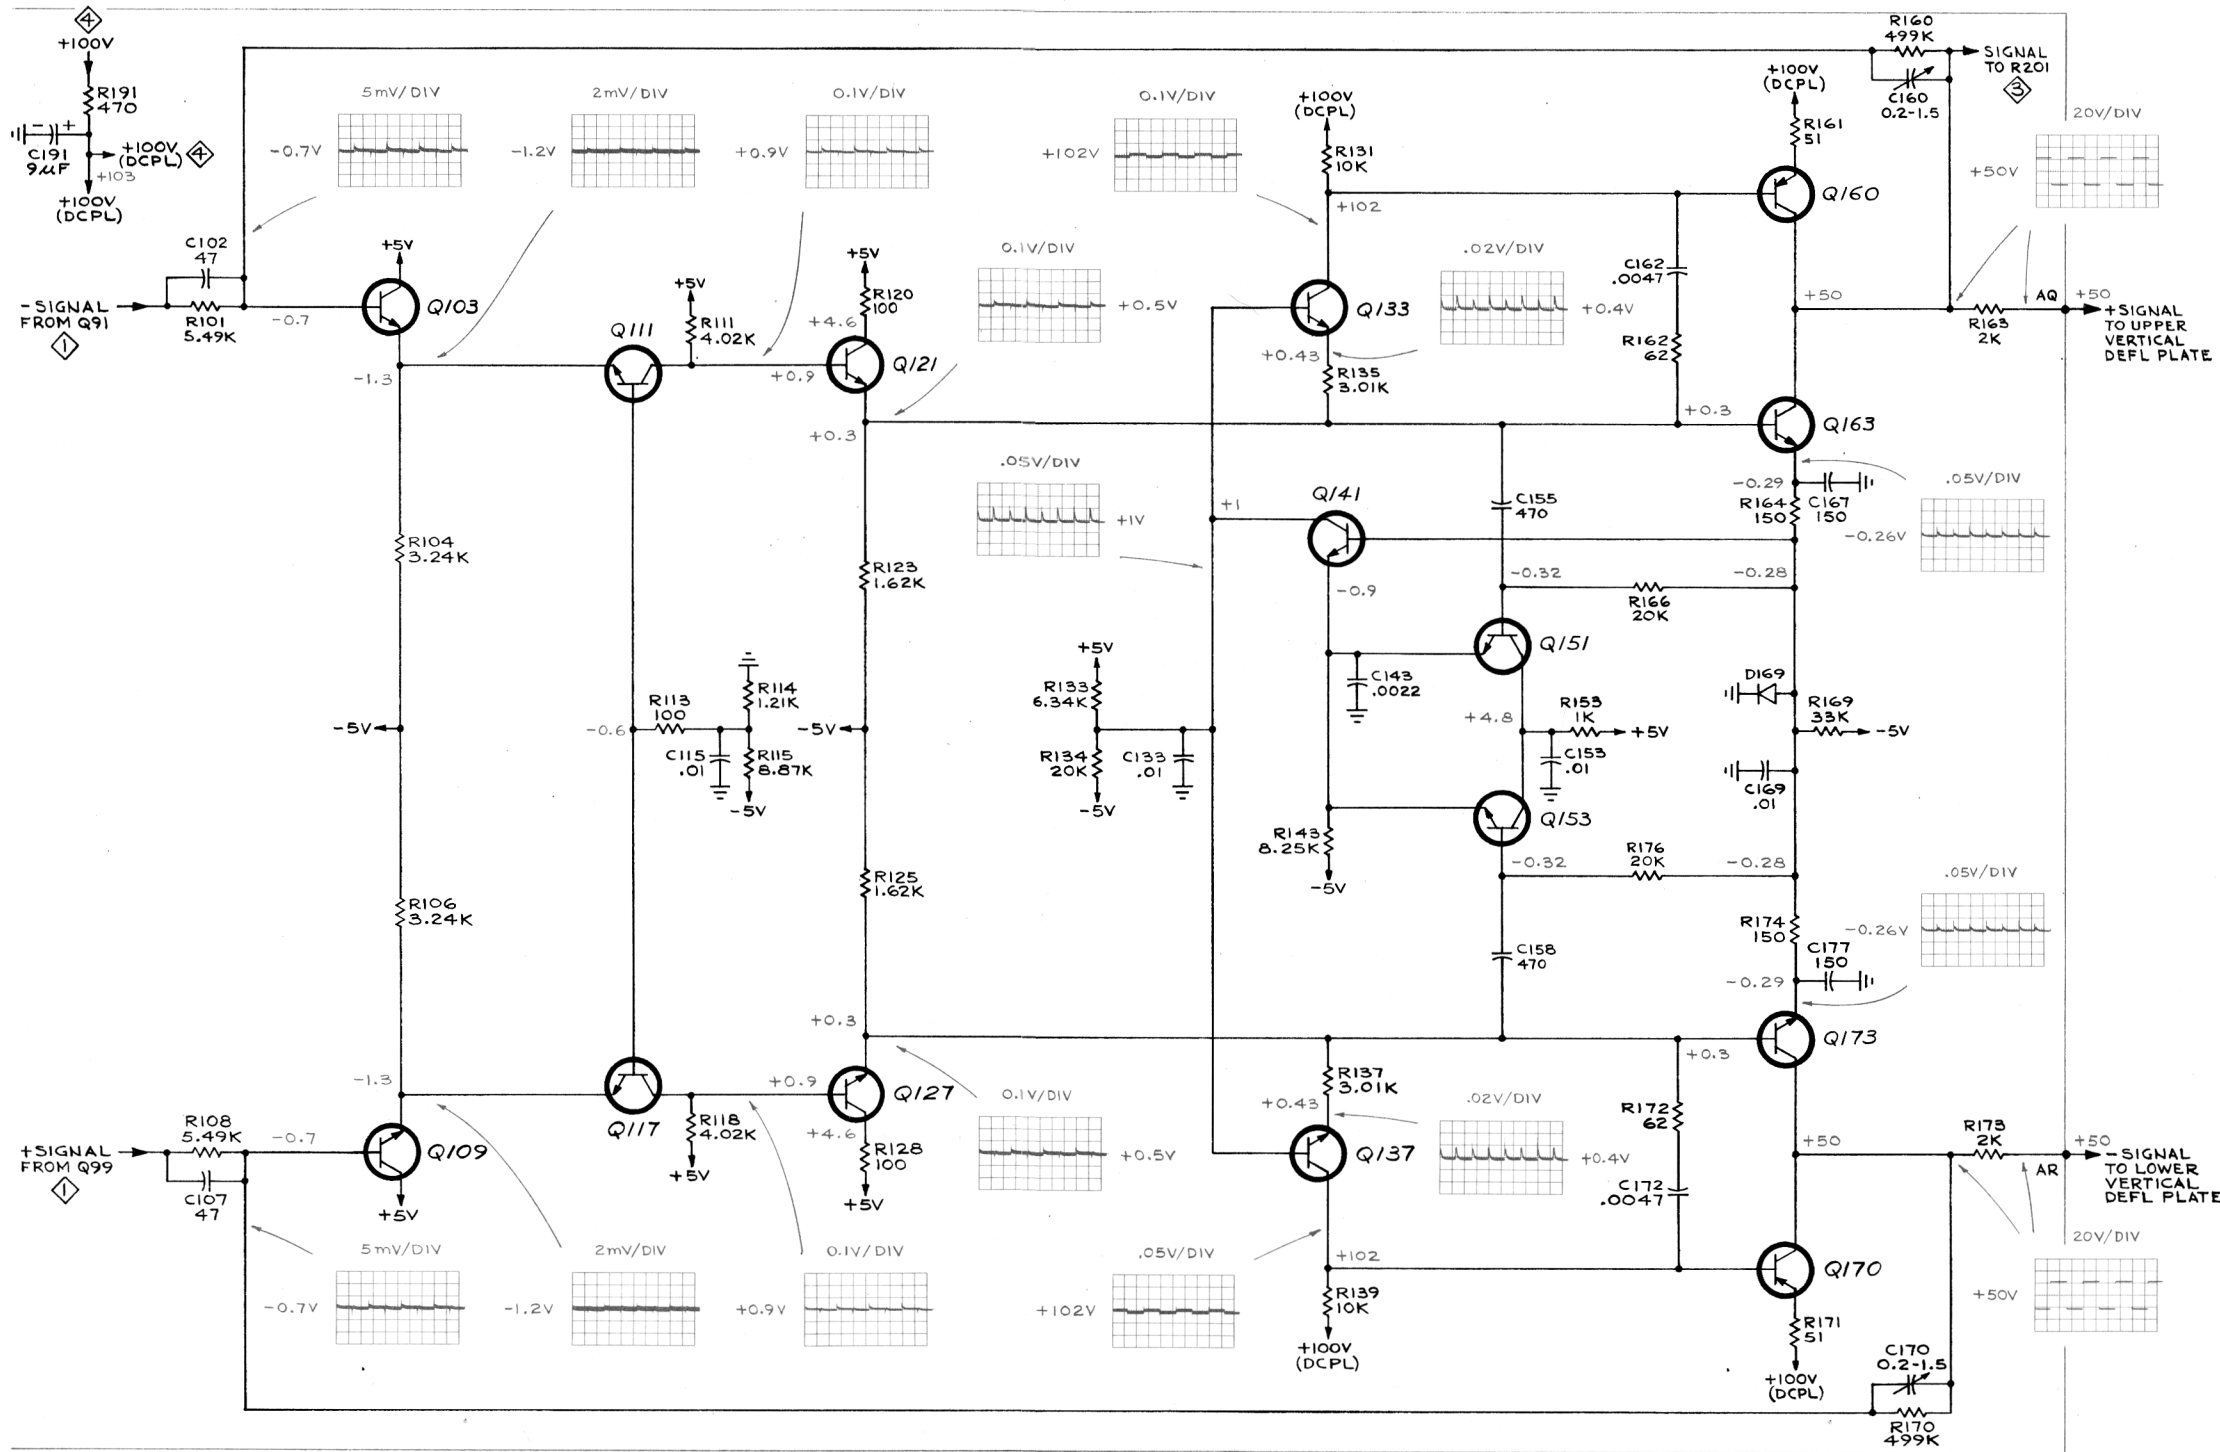 4
+100V
R191
470
- +
C191
9µF
+100V
(DCPL)
4
+103
+100V
(DCPL)
5mV/DIV
-0.7V
2mV/DIV
-1.2V
0.1V/DIV
+0.9V
0.1V/DIV
+102V
+100V
(DCPL)
R131
10K
+102
+100V
(DCPL)
R161
51
Q160
R160
499K
C160
0.2-1.5
SIGNAL
TO R201
3
20V/DIV
+50V
C102
47
-SIGNAL
FROM Q91
1
R101
5.49K
-0.7
+5V
Q103
-1.3
Q111
+5V
R111
4.02K
+5V
R120
100
+4.6
Q121
+0.9
+0.3
0.1V/DIV
+0.5V
Q133
+0.43
R135
3.01K
.02V/DIV
+0.4V
C162
.0047
R162
62
+50
R163
2K
AQ
+50
+SIGNAL
TO UPPER
VERTICAL
DEFL PLATE
+0.3
Q163
-0.29
R164
150
C167
150
.05V/DIV
-0.26V
.05V/DIV
+1V
+1
Q141
-0.9
C155
470
-0.32
R166
20K
-0.28
R104
3.24K
R123
1.62K
Q151
C143
.0022
+4.8
R153
1K
+5V
C153
.01
D169
R169
33K
-5V
C169
.01
-5V
-0.6
R113
100
R114
1.21K
C115
.01
R115
8.87K
-5V
-5V
+5V
R133
6.34K
R134
20K
-5V
C133
.01
Q153
R143
8.25K
-5V
-0.32
R176
20K
-0.28
R106
3.24K
R125
1.62K
C158
470
R174
150
-0.29
C177
150
.05V/DIV
-0.26V
Q173
+0.3
+0.3
-1.3
Q117
R118
4.02K
+5V
+0.9
Q127
+4.6
R128
100
+5V
0.1V/DIV
+0.5V
R137
3.01K
+0.43
Q137
.02V/DIV
+0.4V
R172
62
C172
.0047
+50
R173
2K
AR
+50
-SIGNAL
TO LOWER
VERTICAL
DEFL PLATE
+SIGNAL
FROM Q99
1
R108
5.49K
C107
47
-0.7
Q109
+5V
5mV/DIV
-0.7V
2mV/DIV
-1.2V
0.1V/DIV
+0.9V
.05V/DIV
+102V
+102
R139
10K
+100V
(DCPL)
Q170
R171
51
+100V
(DCPL)
C170
0.2-1.5
R170
499K
20V/DIV
+50V